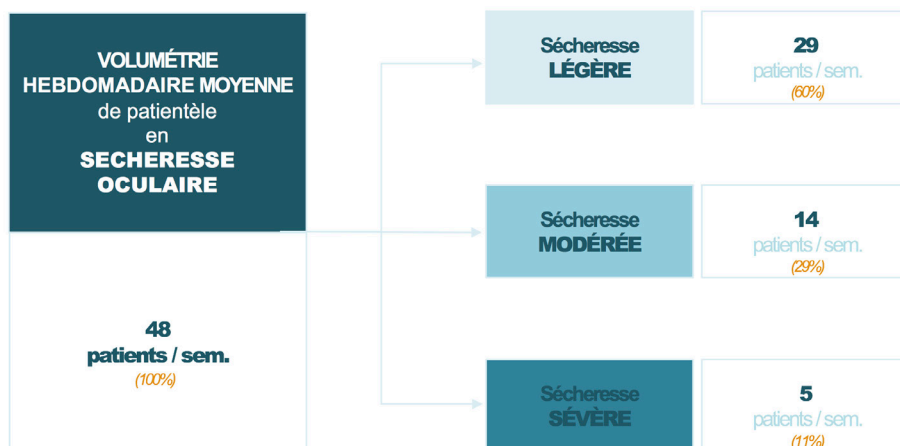 VOLUMÉTRIE
HEBDOMADAIRE MOYENNE
de patientèle
en
SECHERESSE
OCULAIRE
48
patients / sem.
(100%)
Sécheresse
LÉGÈRE
29
patients / sem.
(60%)
Sécheresse
MODÉRÉE
14
patients / sem.
(29%)
Sécheresse
SÉVÈRE
5
patients / sem.
(11%)